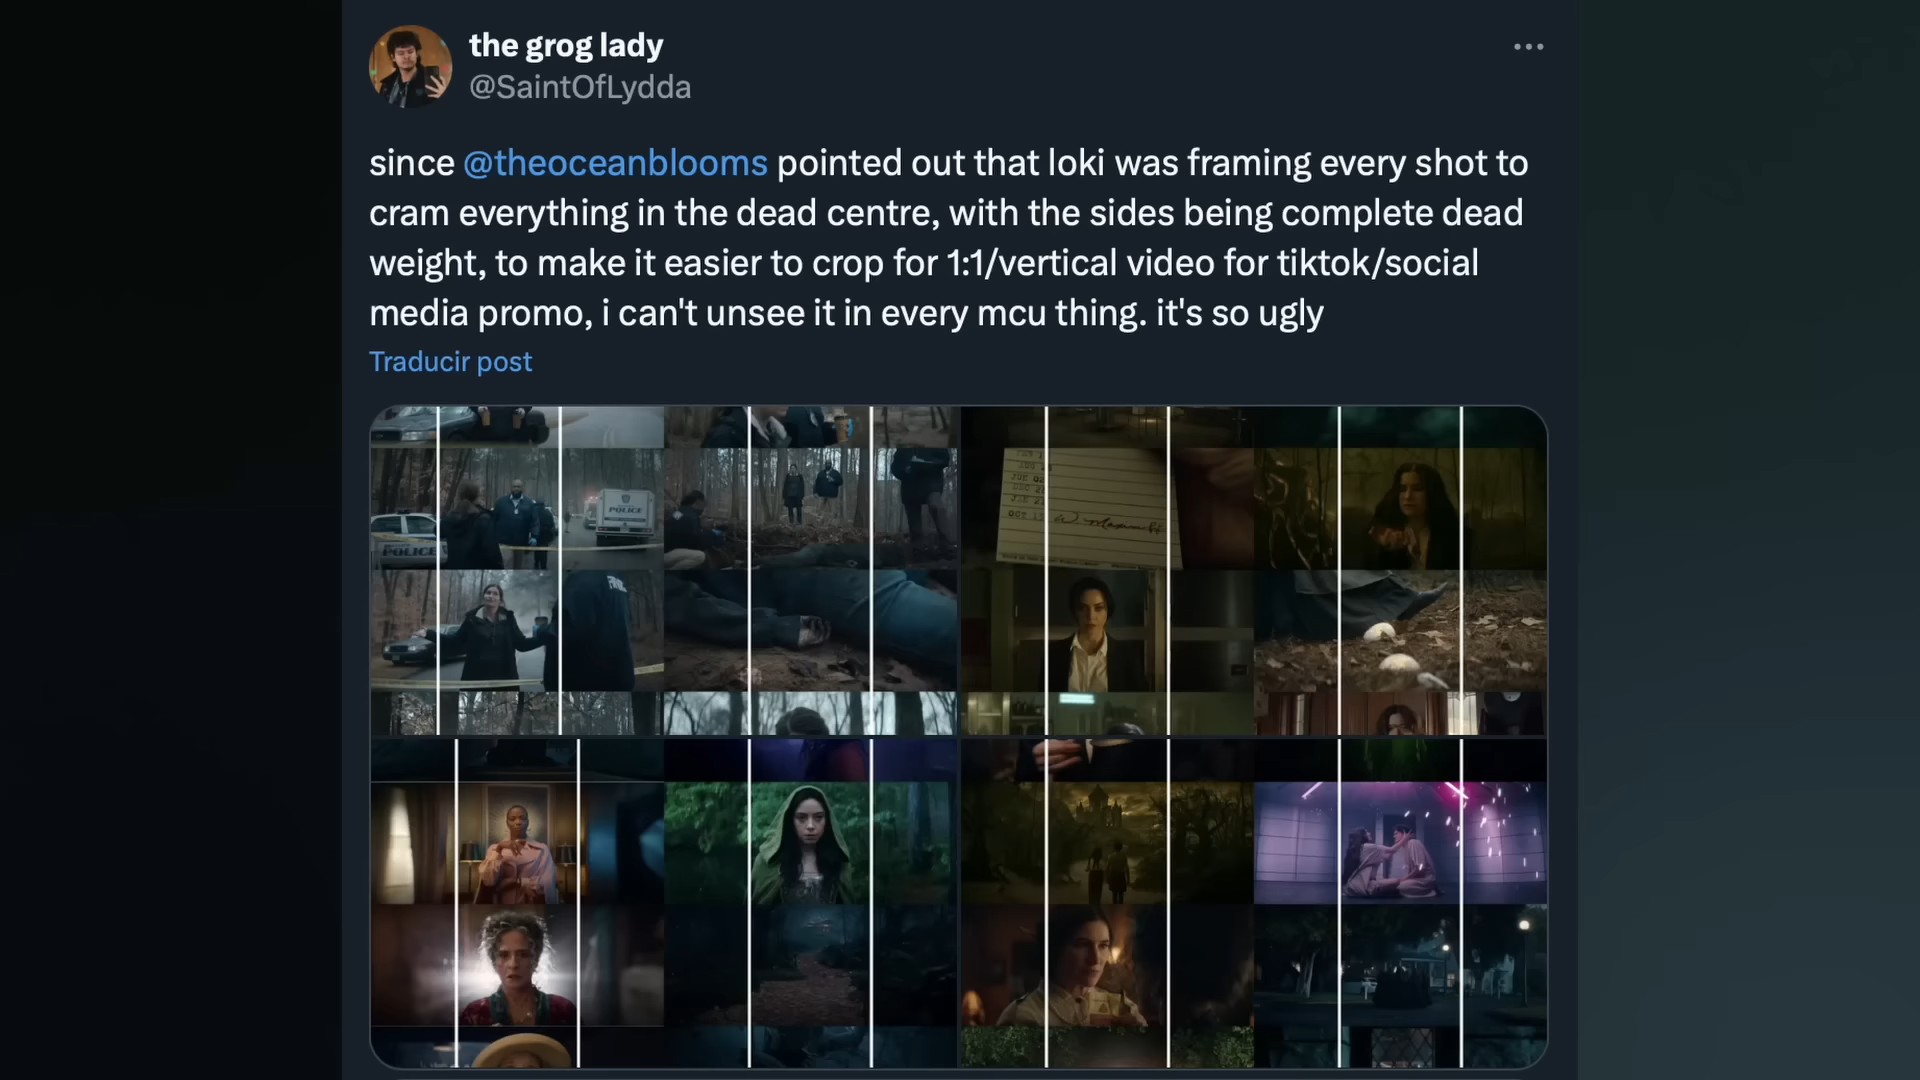 the grog lady
@SaintOfLydda
since @theoceanblooms pointed out that loki was framing every shot to
cram everything in the dead centre, with the sides being complete dead
weight, to make it easier to crop for 1:1/vertical video for tiktok/social
media promo, i can't unsee it in every mcu thing. it's so ugly
Traducir post
POLICE
POLICE